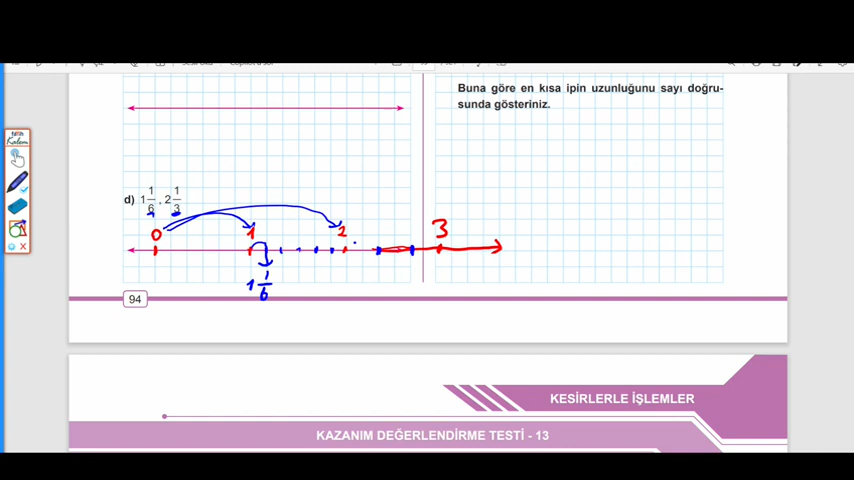 Buna göre en kısa ipin uzunluğunu sayı doğru-
sunda gösteriniz.
fatih
Kalem
d) 1 1/6 , 2 1/3
0 1 2 3
1 1/6
94
KESİRLERLE İŞLEMLER
KAZANIM DEĞERLENDİRME TESTİ - 13